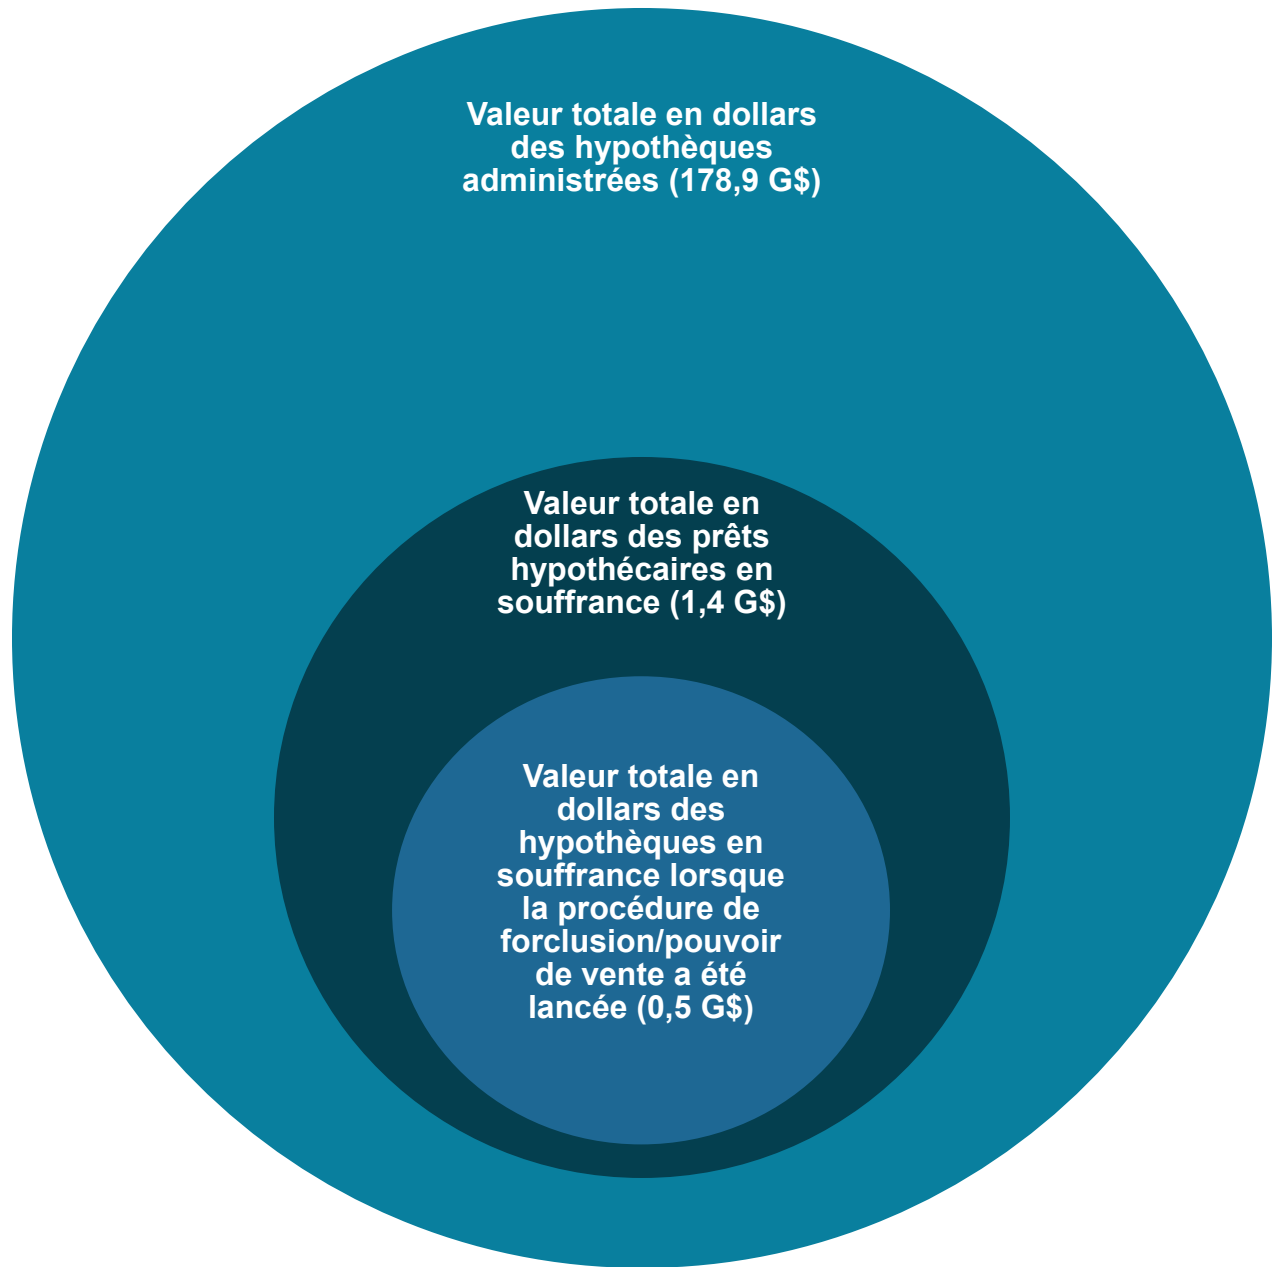 Valeur totale en dollars
des hypothèques
administrées (178,9 G$)
Valeur totale en
dollars des prêts
hypothécaires en
souffrance (1,4 G$)
Valeur totale en
dollars des
hypothèques en
souffrance lorsque
la procédure de
forclusion/pouvoir
de vente a été
lancée (0,5 G$)